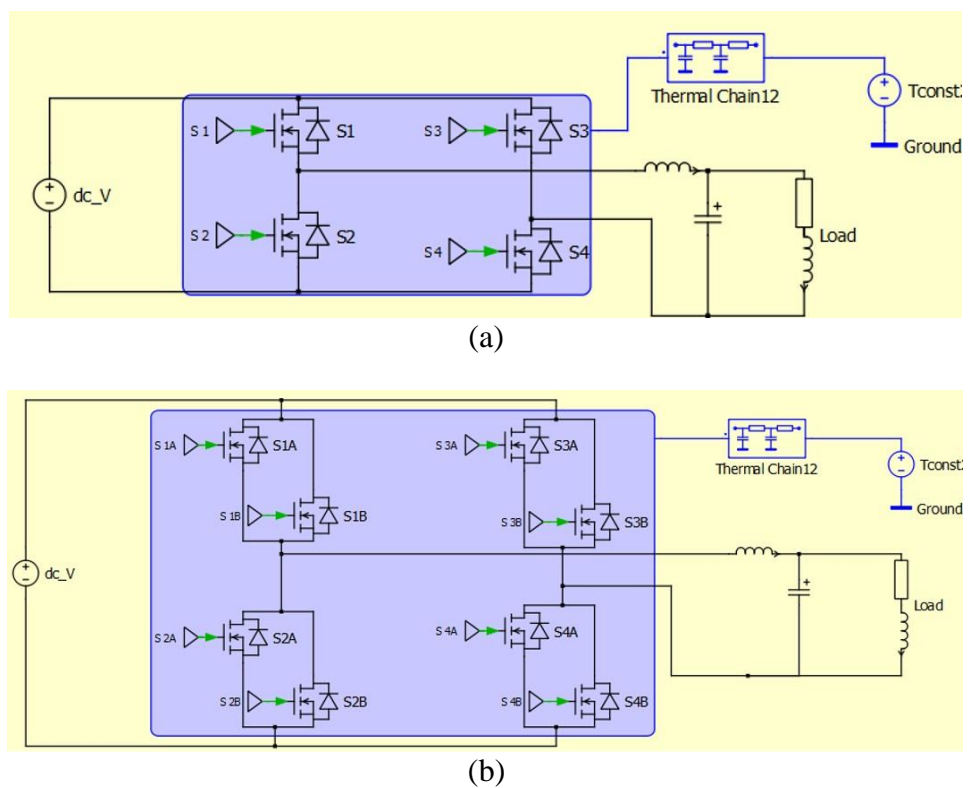 Thermal Chain12
Tconst2
Ground
S 1
S1
S 3
S3
dc_V
S 2
S2
S 4
S4
Load
(a)
S 1A
S1A
S 3A
S3A
Thermal Chain12
Tconst2
Ground
S 1B
S1B
S 3B
S3B
dc_V
S 2A
S2A
S 4A
S4A
Load
S 2B
S2B
S 4B
S4B
(b)